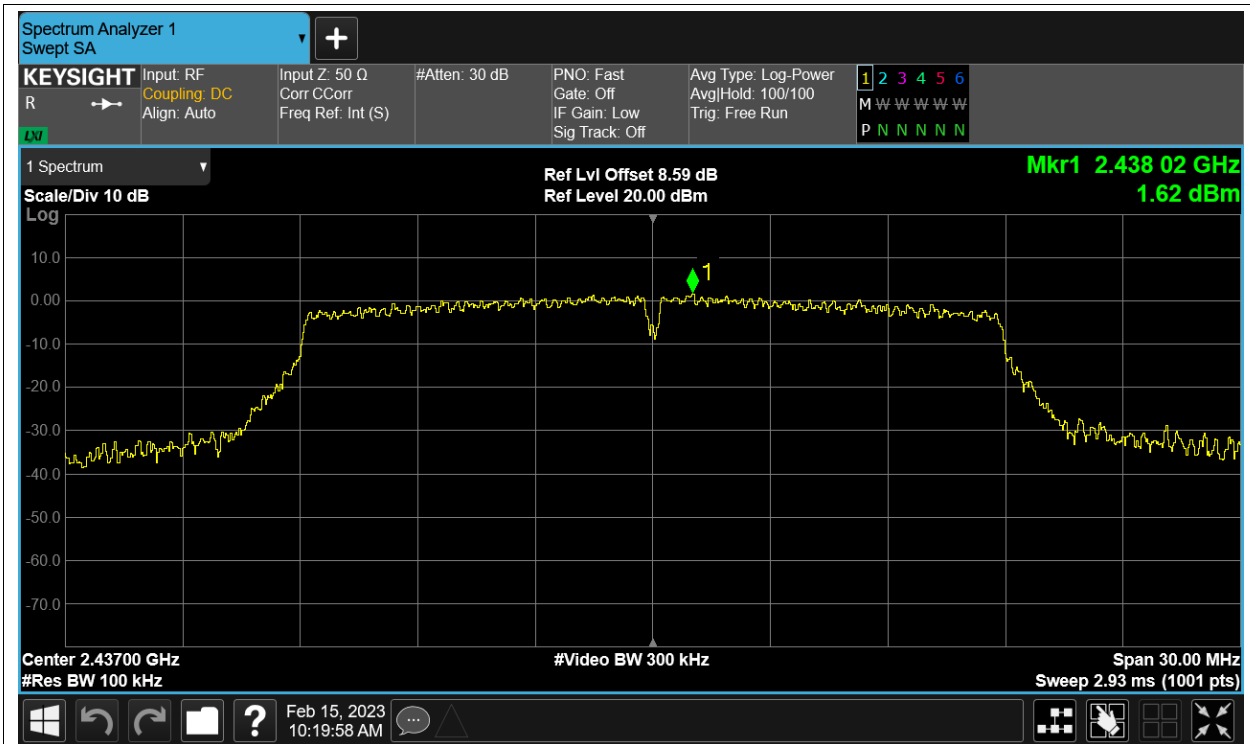 Spectrum Analyzer 1
Swept SA
KEYSIGHT
R
LXI
Input: RF
Coupling: DC
Align: Auto
Input Z: 50 Ω
Corr CCorr
Freq Ref: Int (S)
#Atten: 30 dB
PNO: Fast
Gate: Off
IF Gain: Low
Sig Track: Off
Avg Type: Log-Power
Avg|Hold: 100/100
Trig: Free Run
1 2 3 4 5 6
M W W W W W
P N N N N N
1 Spectrum
Scale/Div 10 dB
Ref Lvl Offset 8.59 dB
Ref Level 20.00 dBm
Mkr1 2.438 02 GHz
1.62 dBm
Log
10.0
0.00
-10.0
-20.0
-30.0
-40.0
-50.0
-60.0
-70.0
1
Center 2.43700 GHz
#Res BW 100 kHz
#Video BW 300 kHz
Span 30.00 MHz
Sweep 2.93 ms (1001 pts)
?
Feb 15, 2023
10:19:58 AM